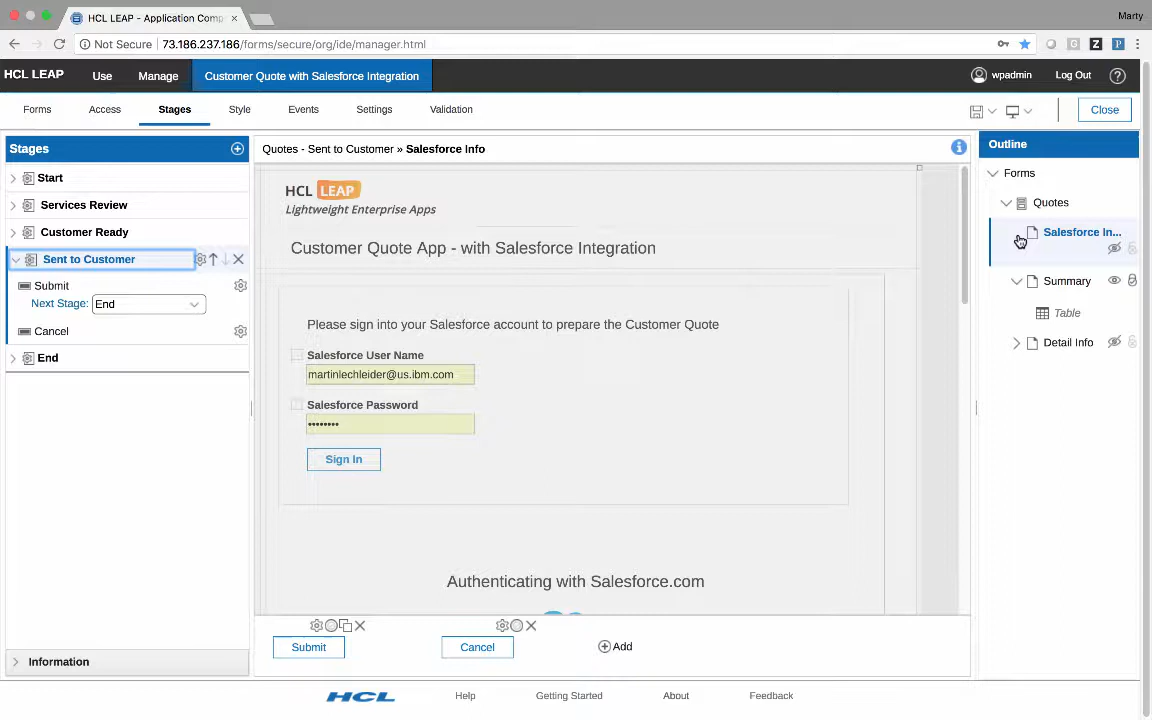 HCL LEAP - Application Comp
Marty
Not Secure 73.186.237.186/forms/secure/org/ide/manager.html
HCL LEAP Use Manage Customer Quote with Salesforce Integration wpadmin Log Out
Forms Access Stages Style Events Settings Validation Close
Stages
Start
Services Review
Customer Ready
Sent to Customer
Submit
Next Stage: End
Cancel
End
Information
Quotes - Sent to Customer » Salesforce Info
HCL LEAP
Lightweight Enterprise Apps
Customer Quote App - with Salesforce Integration
Please sign into your Salesforce account to prepare the Customer Quote
Salesforce User Name
martinlechleider@us.ibm.com
Salesforce Password
••••••••
Sign In
Authenticating with Salesforce.com
Submit Cancel Add
Outline
Forms
Quotes
Salesforce In...
Summary
Table
Detail Info
HCL Help Getting Started About Feedback